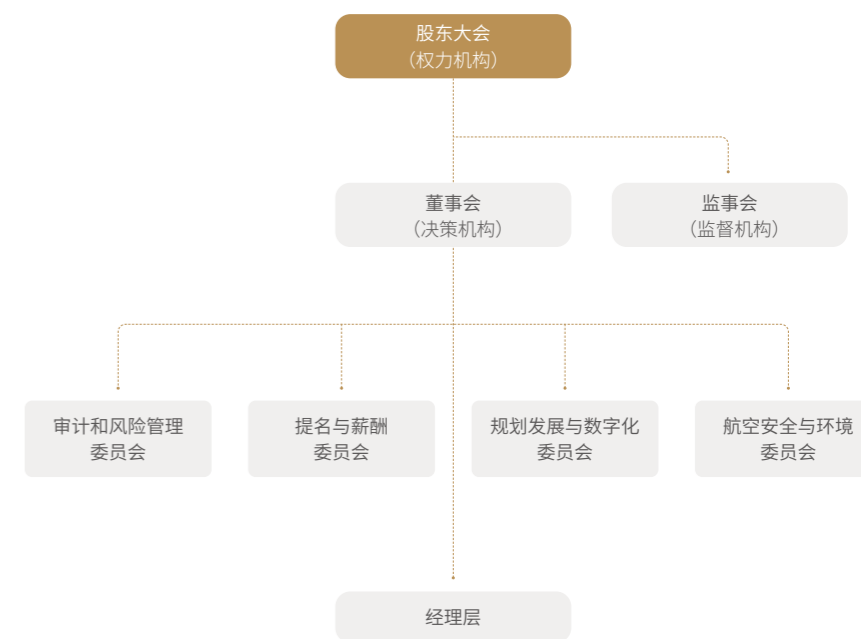 股东大会
（权力机构）
董事会
（决策机构）
监事会
（监督机构）
审计和风险管理
委员会
提名与薪酬
委员会
规划发展与数字化
委员会
航空安全与环境
委员会
经理层